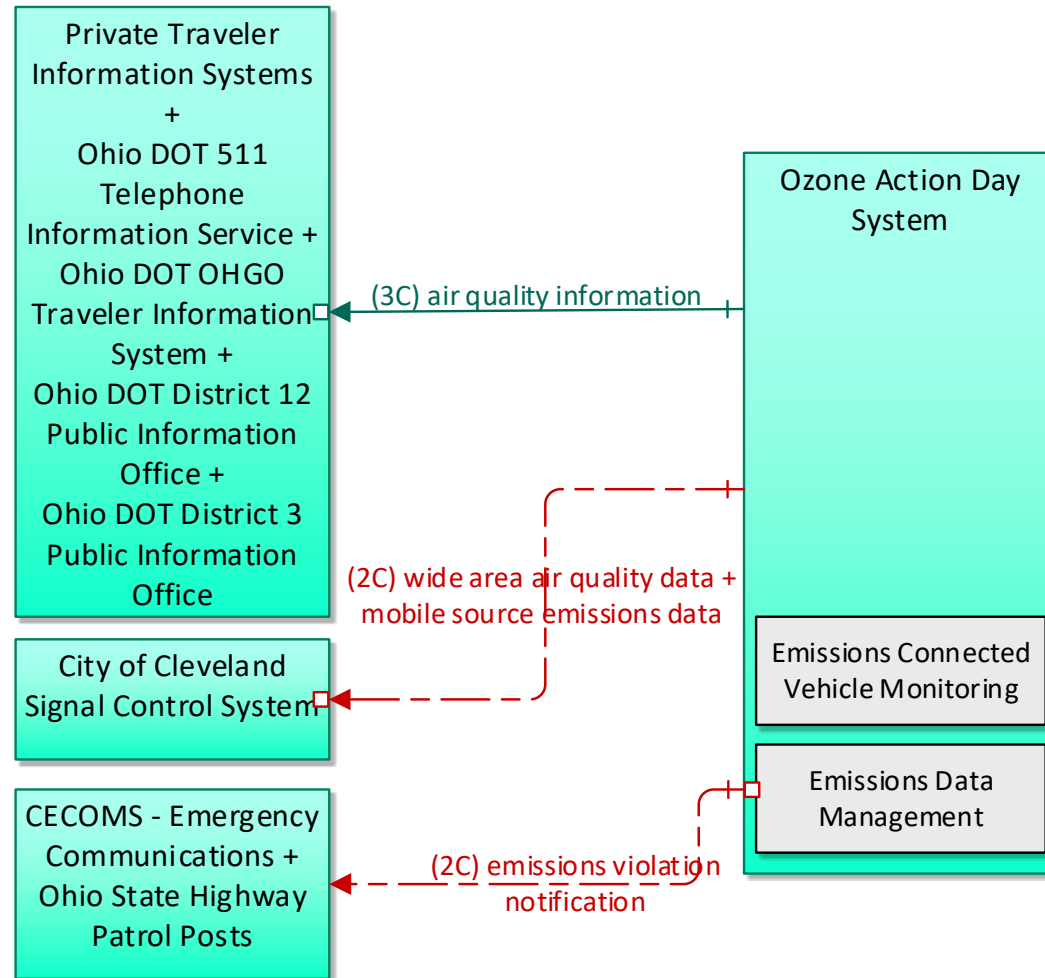 Private Traveler
Information Systems
+
Ohio DOT 511
Telephone
Information Service +
Ohio DOT OHGO
Traveler Information
System +
Ohio DOT District 12
Public Information
Office +
Ohio DOT District 3
Public Information
Office
Ozone Action Day
System
(3C) air quality information
(2C) wide area air quality data +
mobile source emissions data
City of Cleveland
Signal Control System
Emissions Connected
Vehicle Monitoring
Emissions Data
Management
CECOMS - Emergency
Communications +
Ohio State Highway
Patrol Posts
(2C) emissions violation
notification